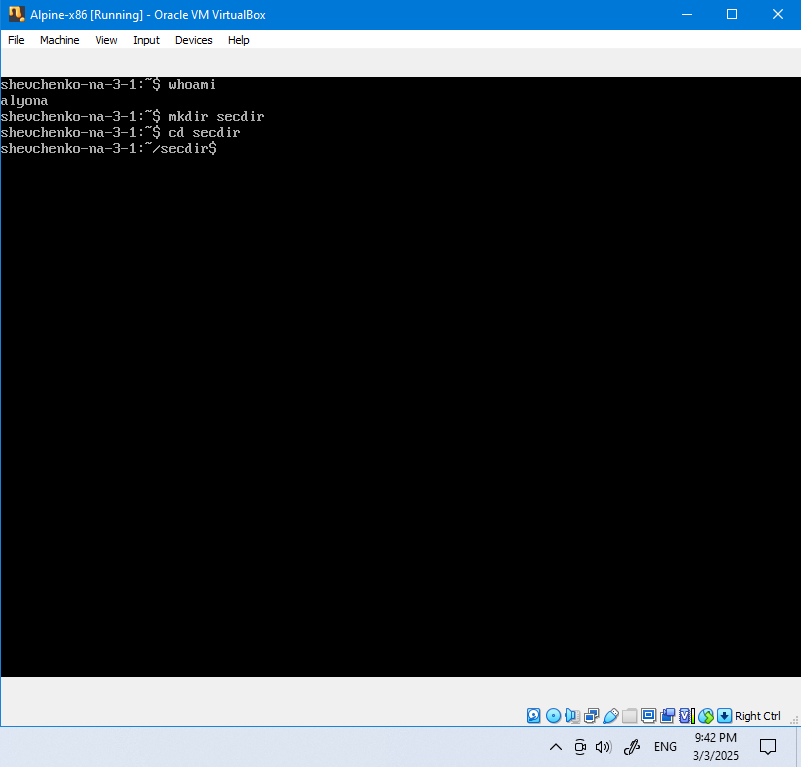 Alpine-x86 [Running] - Oracle VM VirtualBox
File Machine View Input Devices Help
shevchenko-na-3-1:~$ whoami
alyona
shevchenko-na-3-1:~$ mkdir secdir
shevchenko-na-3-1:~$ cd secdir
shevchenko-na-3-1:~/secdir$
Right Ctrl
ENG
9:42 PM
3/3/2025